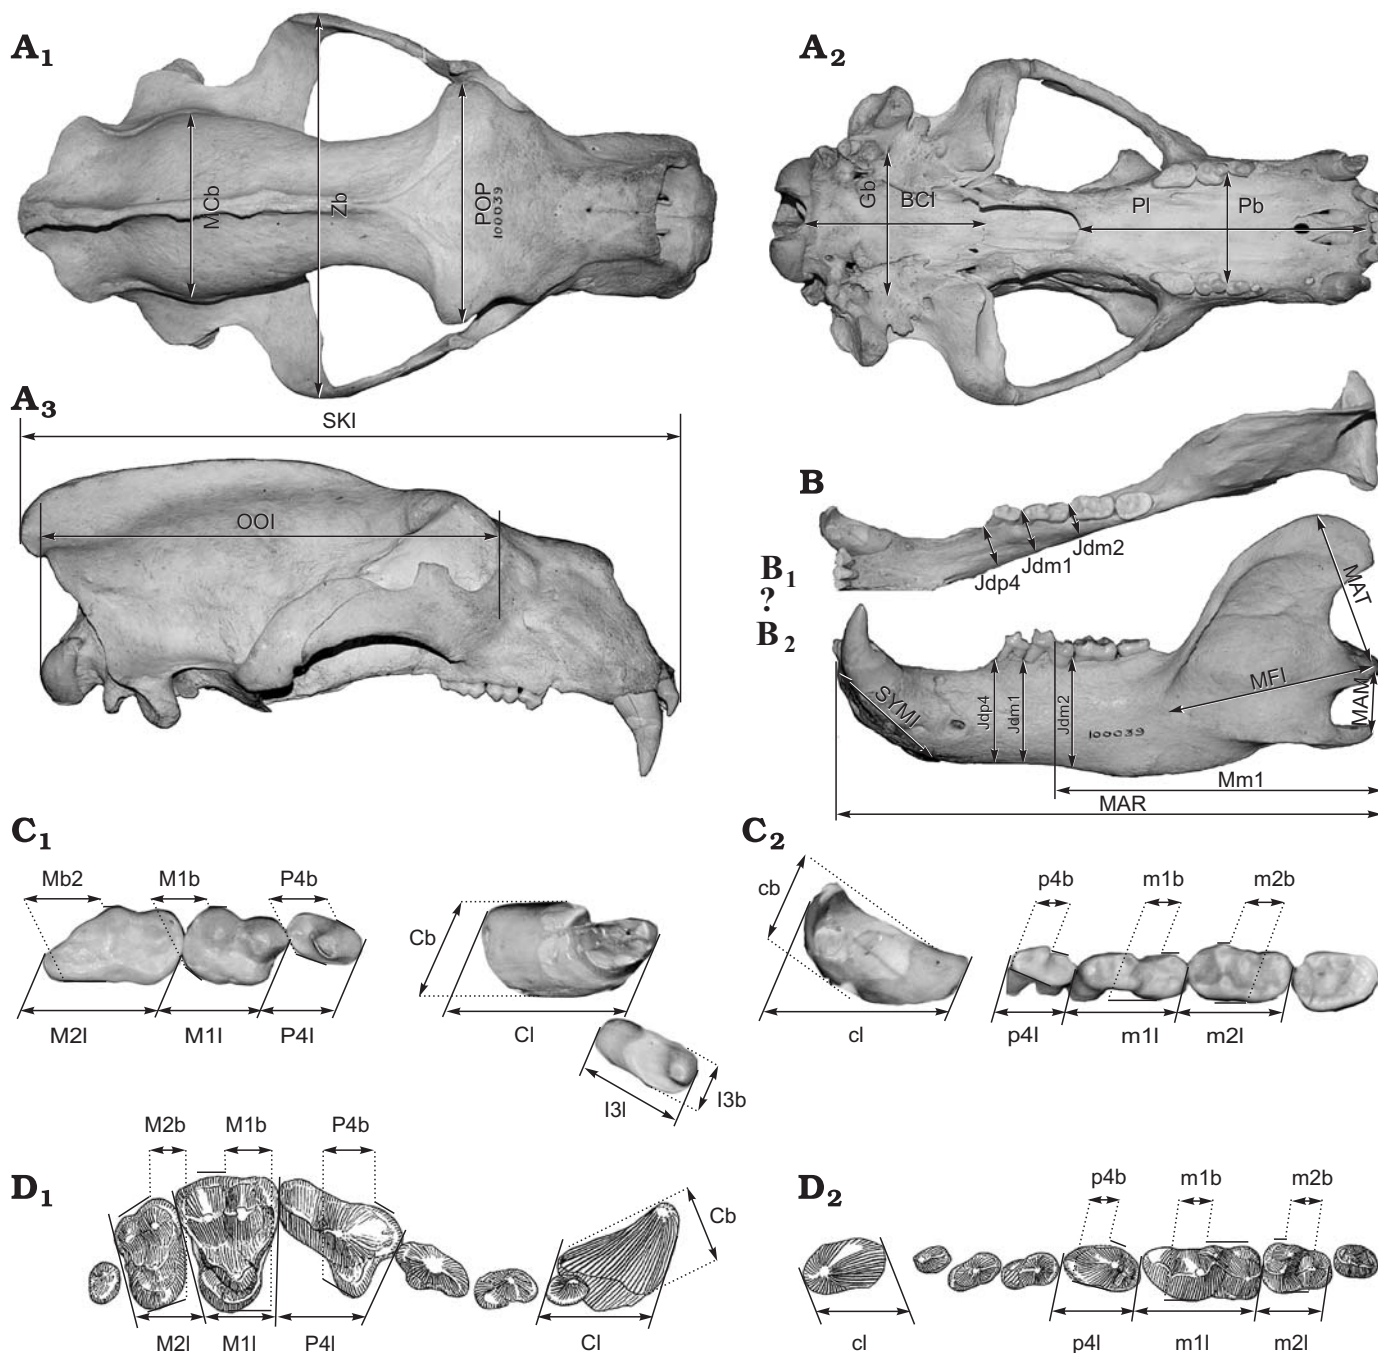 A1
MCb
Zb
POP
100039
A2
Gb
BCl
Pl
Pb
A3
SKl
OOl
B
B1
?
B2
Jdp4
Jdm1
Jdm2
MAT
SYMl
Jdp4
Jdm1
Jdm2
MFl
MAM
100039
Mm1
MAR
C1
Mb2
M1b
P4b
M2l
M1l
P4l
Cb
Cl
I3l
I3b
C2
cb
cl
p4b
m1b
m2b
p4l
m1l
m2l
D1
M2b
M1b
P4b
M2l
M1l
P4l
Cb
Cl
D2
cl
p4b
m1b
m2b
p4l
m1l
m2l